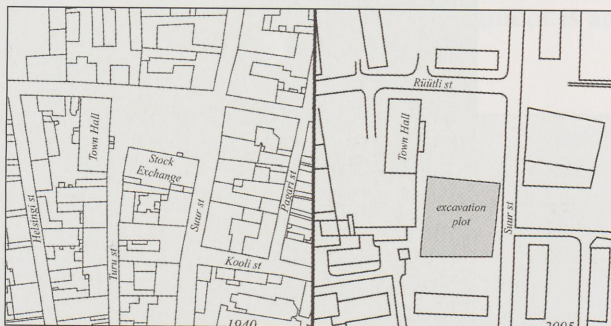 Town Hall
Stock
Exchange
Helsingi st
Turu st
Suur st
Pagari st
Kooli st
1940
Rüütli st
Town Hall
excavation
plot
Suur st
2005